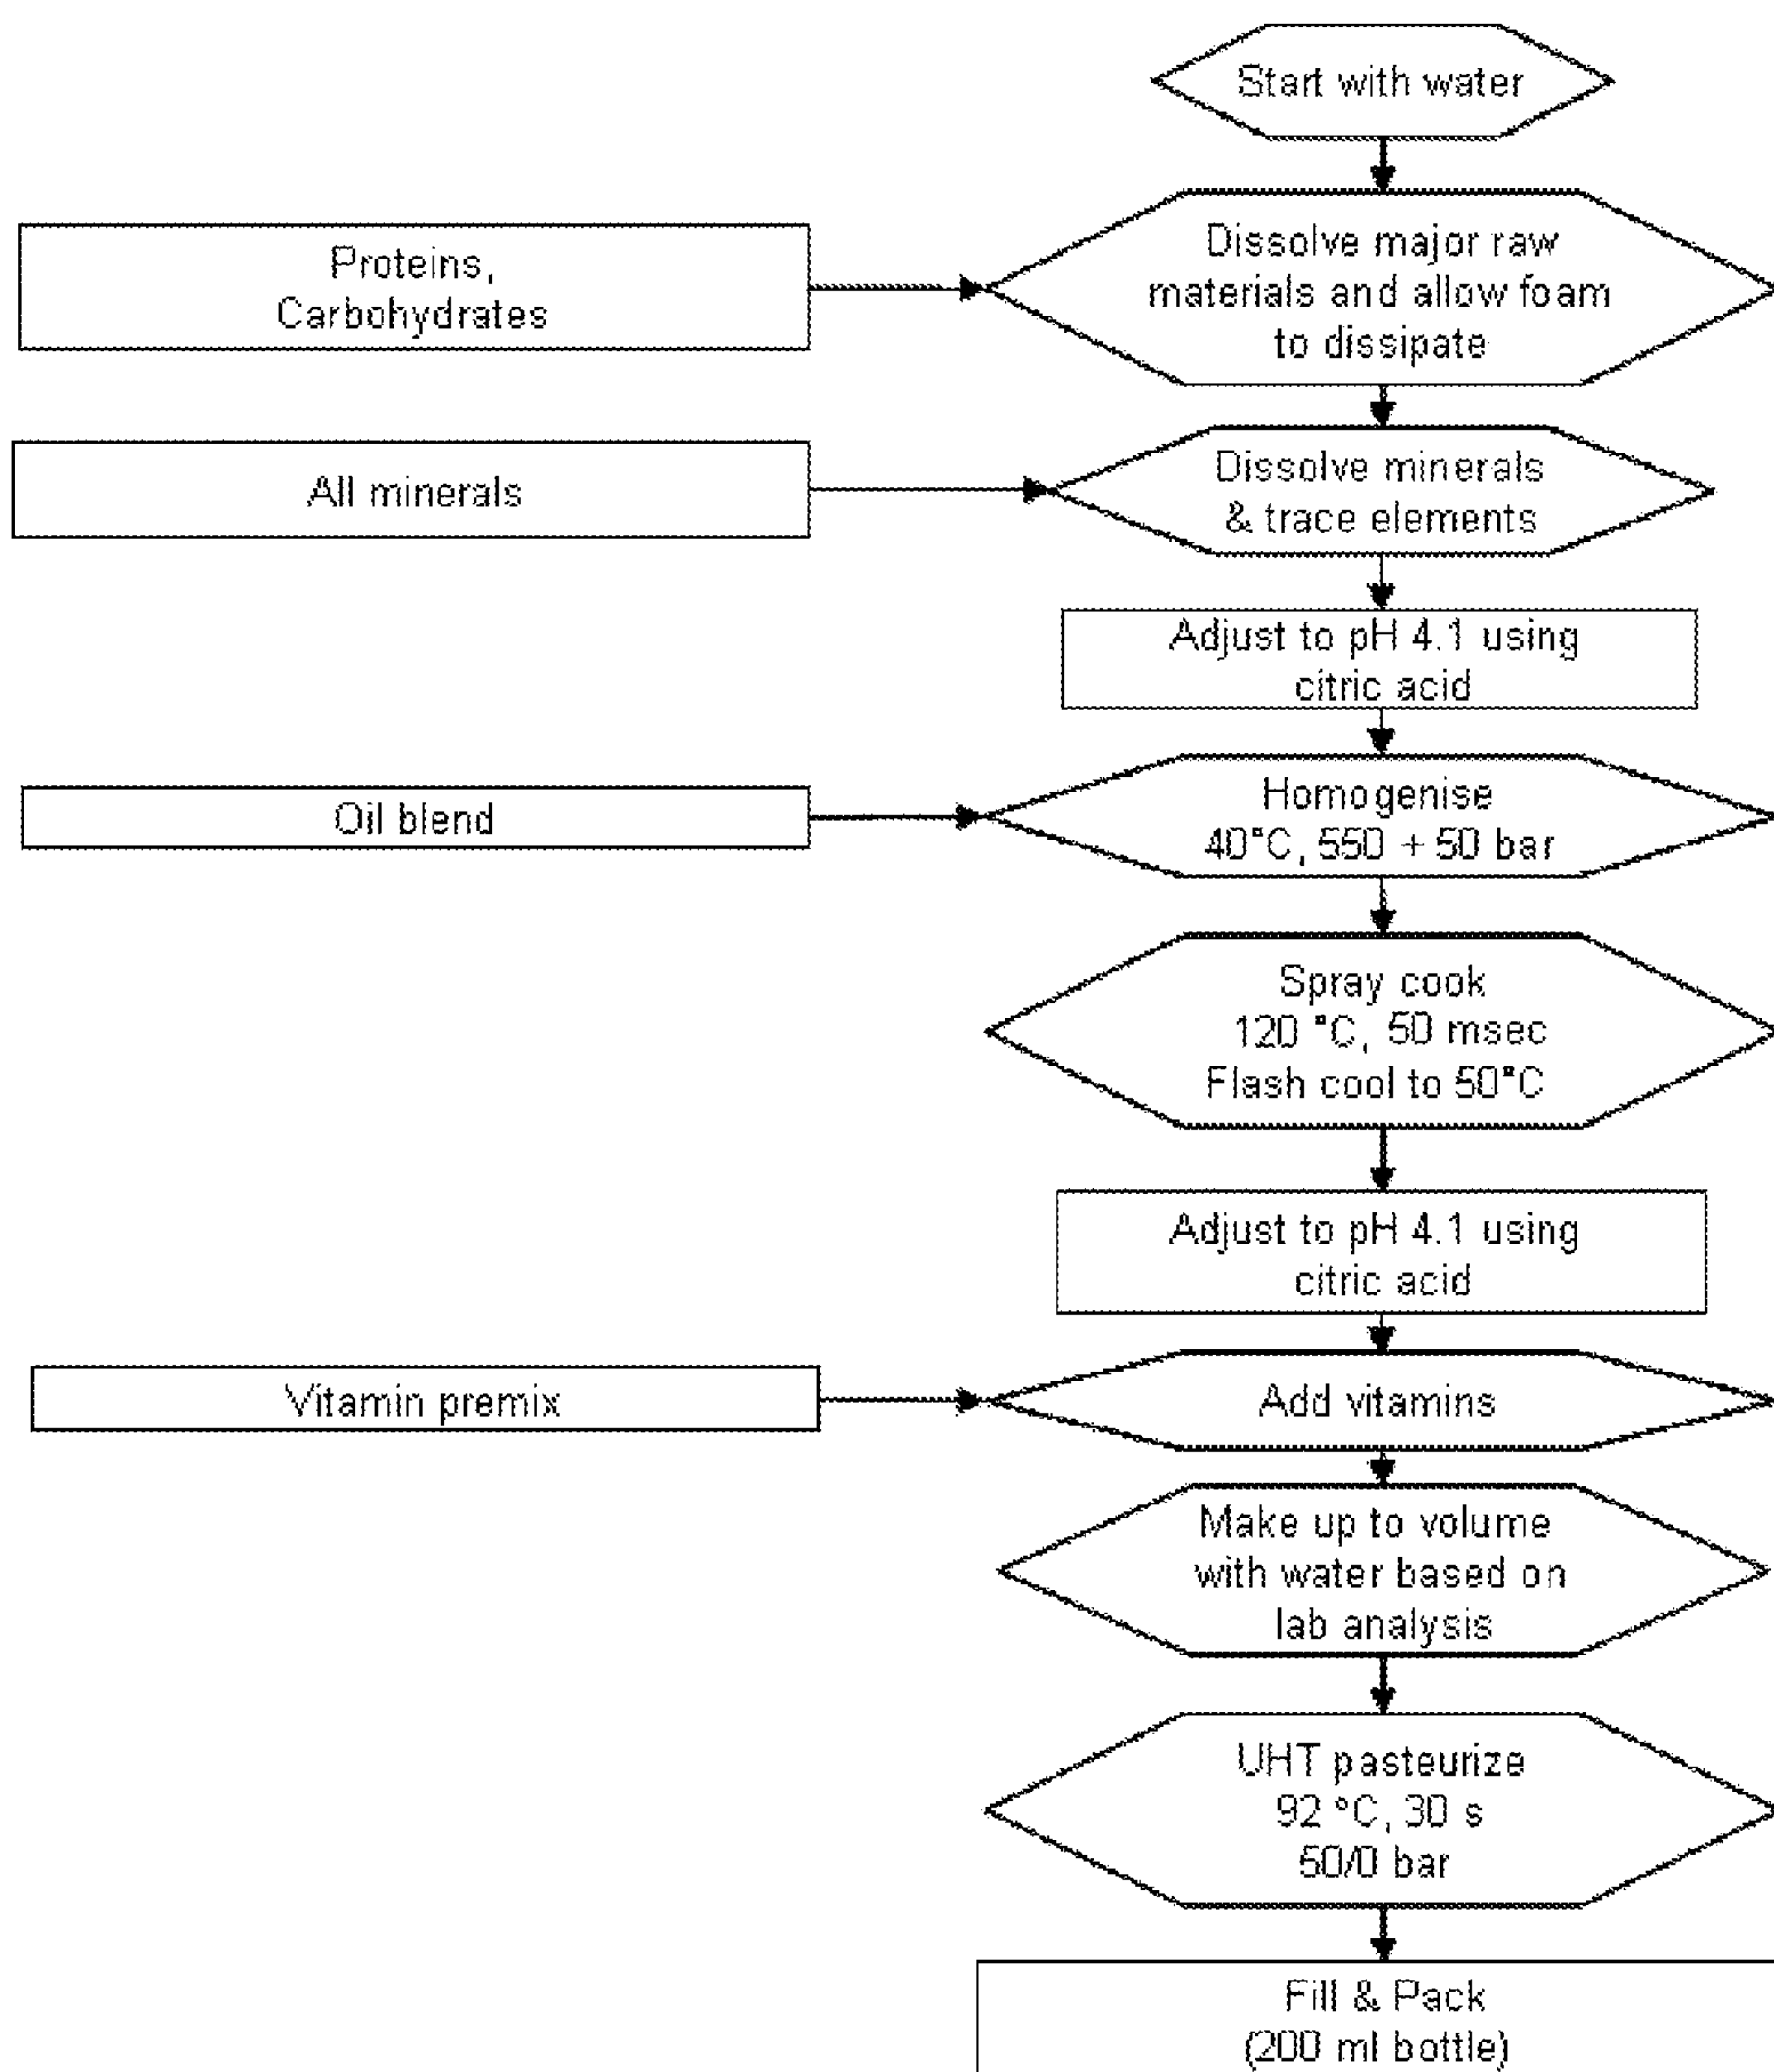 Start with water
Proteins,
Carbohydrates
Dissolve major raw
materials and allow foam
to dissipate
All minerals
Dissolve minerals
& trace elements
Adjust to pH 4.1 using
citric acid
Oil blend
Homogenise
40°C, 550 + 50 bar
Spray cook
120 °C, 50 msec
Flash cool to 50°C
Adjust to pH 4.1 using
citric acid
Vitamin premix
Add vitamins
Make up to volume
with water based on
lab analysis
UHT pasteurize
92 °C, 30 s
50/0 bar
Fill & Pack
(200 ml bottle)